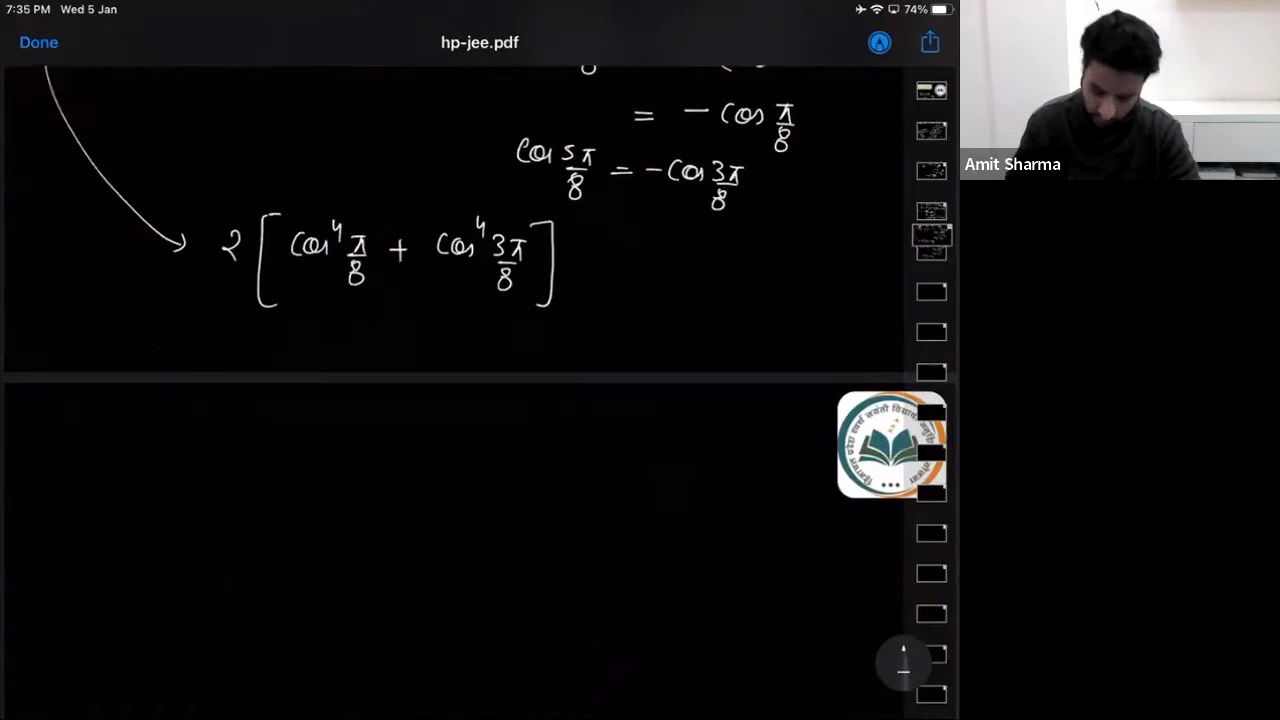 7:35 PM Wed 5 Jan
74%
Done
hp-jee.pdf
8
= - cos π/8
cos 5π/8 = - cos 3π/8
2 [ cos⁴ π/8 + cos⁴ 3π/8 ]
Amit Sharma